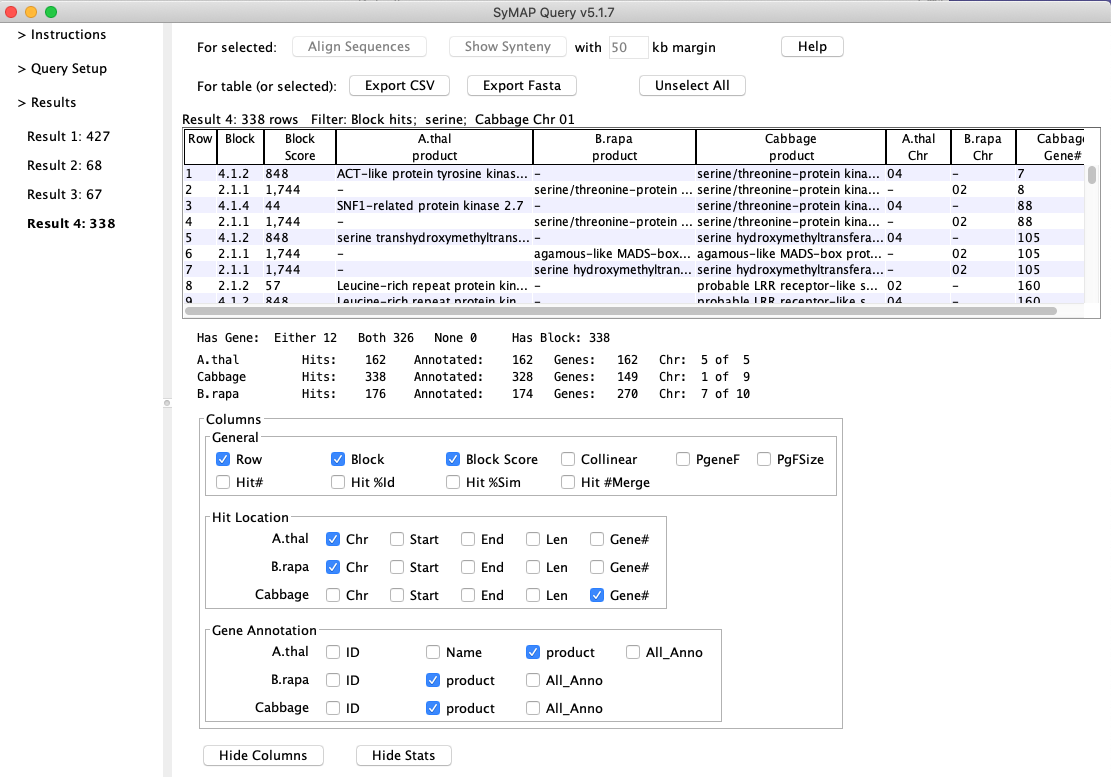 SyMAP Query v5.1.7
> Instructions
> Query Setup
> Results
Result 1: 427
Result 2: 68
Result 3: 67
Result 4: 338
For selected: Align Sequences Show Synteny with 50 kb margin Help
For table (or selected): Export CSV Export Fasta Unselect All
Result 4: 338 rows Filter: Block hits; serine; Cabbage Chr 01
Row Block Block Score A.thal product B.rapa product Cabbage product A.thal Chr B.rapa Chr Cabbage Gene#
1 4.1.2 848 ACT-like protein tyrosine kinas... – serine/threonine-protein kina... 04 – 7
2 2.1.1 1,744 – serine/threonine-protein ... serine/threonine-protein kina... – 02 8
3 4.1.4 44 SNF1-related protein kinase 2.7 – serine/threonine-protein kina... 04 – 88
4 2.1.1 1,744 – serine/threonine-protein ... serine/threonine-protein kina... – 02 88
5 4.1.2 848 serine transhydroxymethyltrans... – serine hydroxymethyltransfera... 04 – 105
6 2.1.1 1,744 – agamous-like MADS-box... agamous-like MADS-box prot... – 02 105
7 2.1.1 1,744 – serine hydroxymethyltran... serine hydroxymethyltransfera... – 02 105
8 2.1.2 57 Leucine-rich repeat protein kin... – probable LRR receptor-like s... 02 – 160
9 4.1.2 848 Leucine-rich repeat protein kin... – probable LRR receptor-like s... 04 – 160
Has Gene: Either 12 Both 326 None 0 Has Block: 338
A.thal Hits: 162 Annotated: 162 Genes: 162 Chr: 5 of 5
Cabbage Hits: 338 Annotated: 328 Genes: 149 Chr: 1 of 9
B.rapa Hits: 176 Annotated: 174 Genes: 270 Chr: 7 of 10
Columns
General
Row Block Block Score Collinear PgeneF PgFSize
Hit# Hit %Id Hit %Sim Hit #Merge
Hit Location
A.thal Chr Start End Len Gene#
B.rapa Chr Start End Len Gene#
Cabbage Chr Start End Len Gene#
Gene Annotation
A.thal ID Name product All_Anno
B.rapa ID product All_Anno
Cabbage ID product All_Anno
Hide Columns Hide Stats